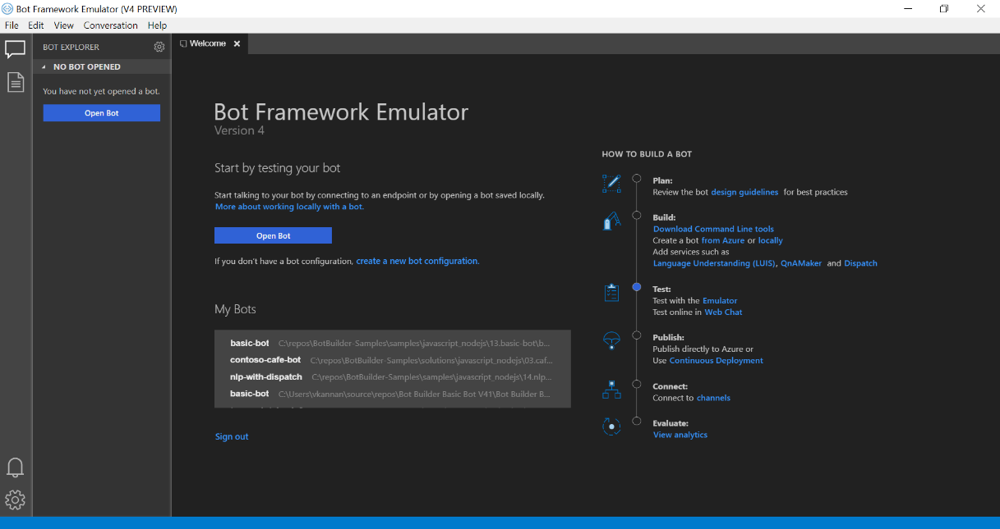 Bot Framework Emulator (V4 PREVIEW)
File Edit View Conversation Help
BOT EXPLORER
NO BOT OPENED
You have not yet opened a bot.
Open Bot
Welcome
Bot Framework Emulator
Version 4
Start by testing your bot
Start talking to your bot by connecting to an endpoint or by opening a bot saved locally.
More about working locally with a bot.
Open Bot
If you don't have a bot configuration, create a new bot configuration.
My Bots
basic-bot C:\repos\BotBuilder-Samples\samples\javascript_nodejs\13.basic-bot\b...
contoso-cafe-bot C:\repos\BotBuilder-Samples\solutions\javascript_nodejs\03.caf...
nlp-with-dispatch C:\repos\BotBuilder-Samples\samples\javascript_nodejs\14.nlp...
basic-bot C:\Users\vkannan\source\repos\Bot Builder Basic Bot V41\Bot Builder B...
Sign out
HOW TO BUILD A BOT
Plan:
Review the bot design guidelines for best practices
Build:
Download Command Line tools
Create a bot from Azure or locally
Add services such as
Language Understanding (LUIS), QnAMaker and Dispatch
Test:
Test with the Emulator
Test online in Web Chat
Publish:
Publish directly to Azure or
Use Continuous Deployment
Connect:
Connect to channels
Evaluate:
View analytics